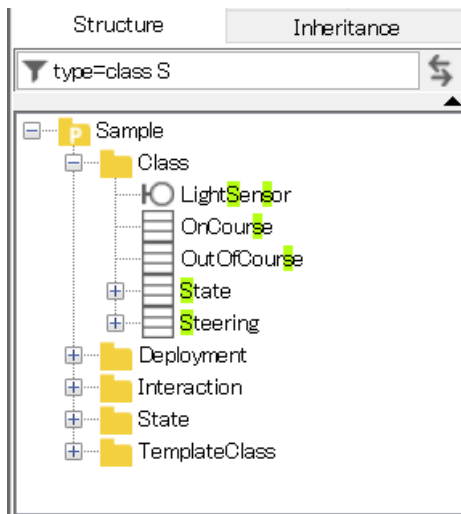 Structure
Inheritance
type=class S
Sample
Class
LightSensor
OnCourse
OutOfCourse
State
Steering
Deployment
Interaction
State
TemplateClass